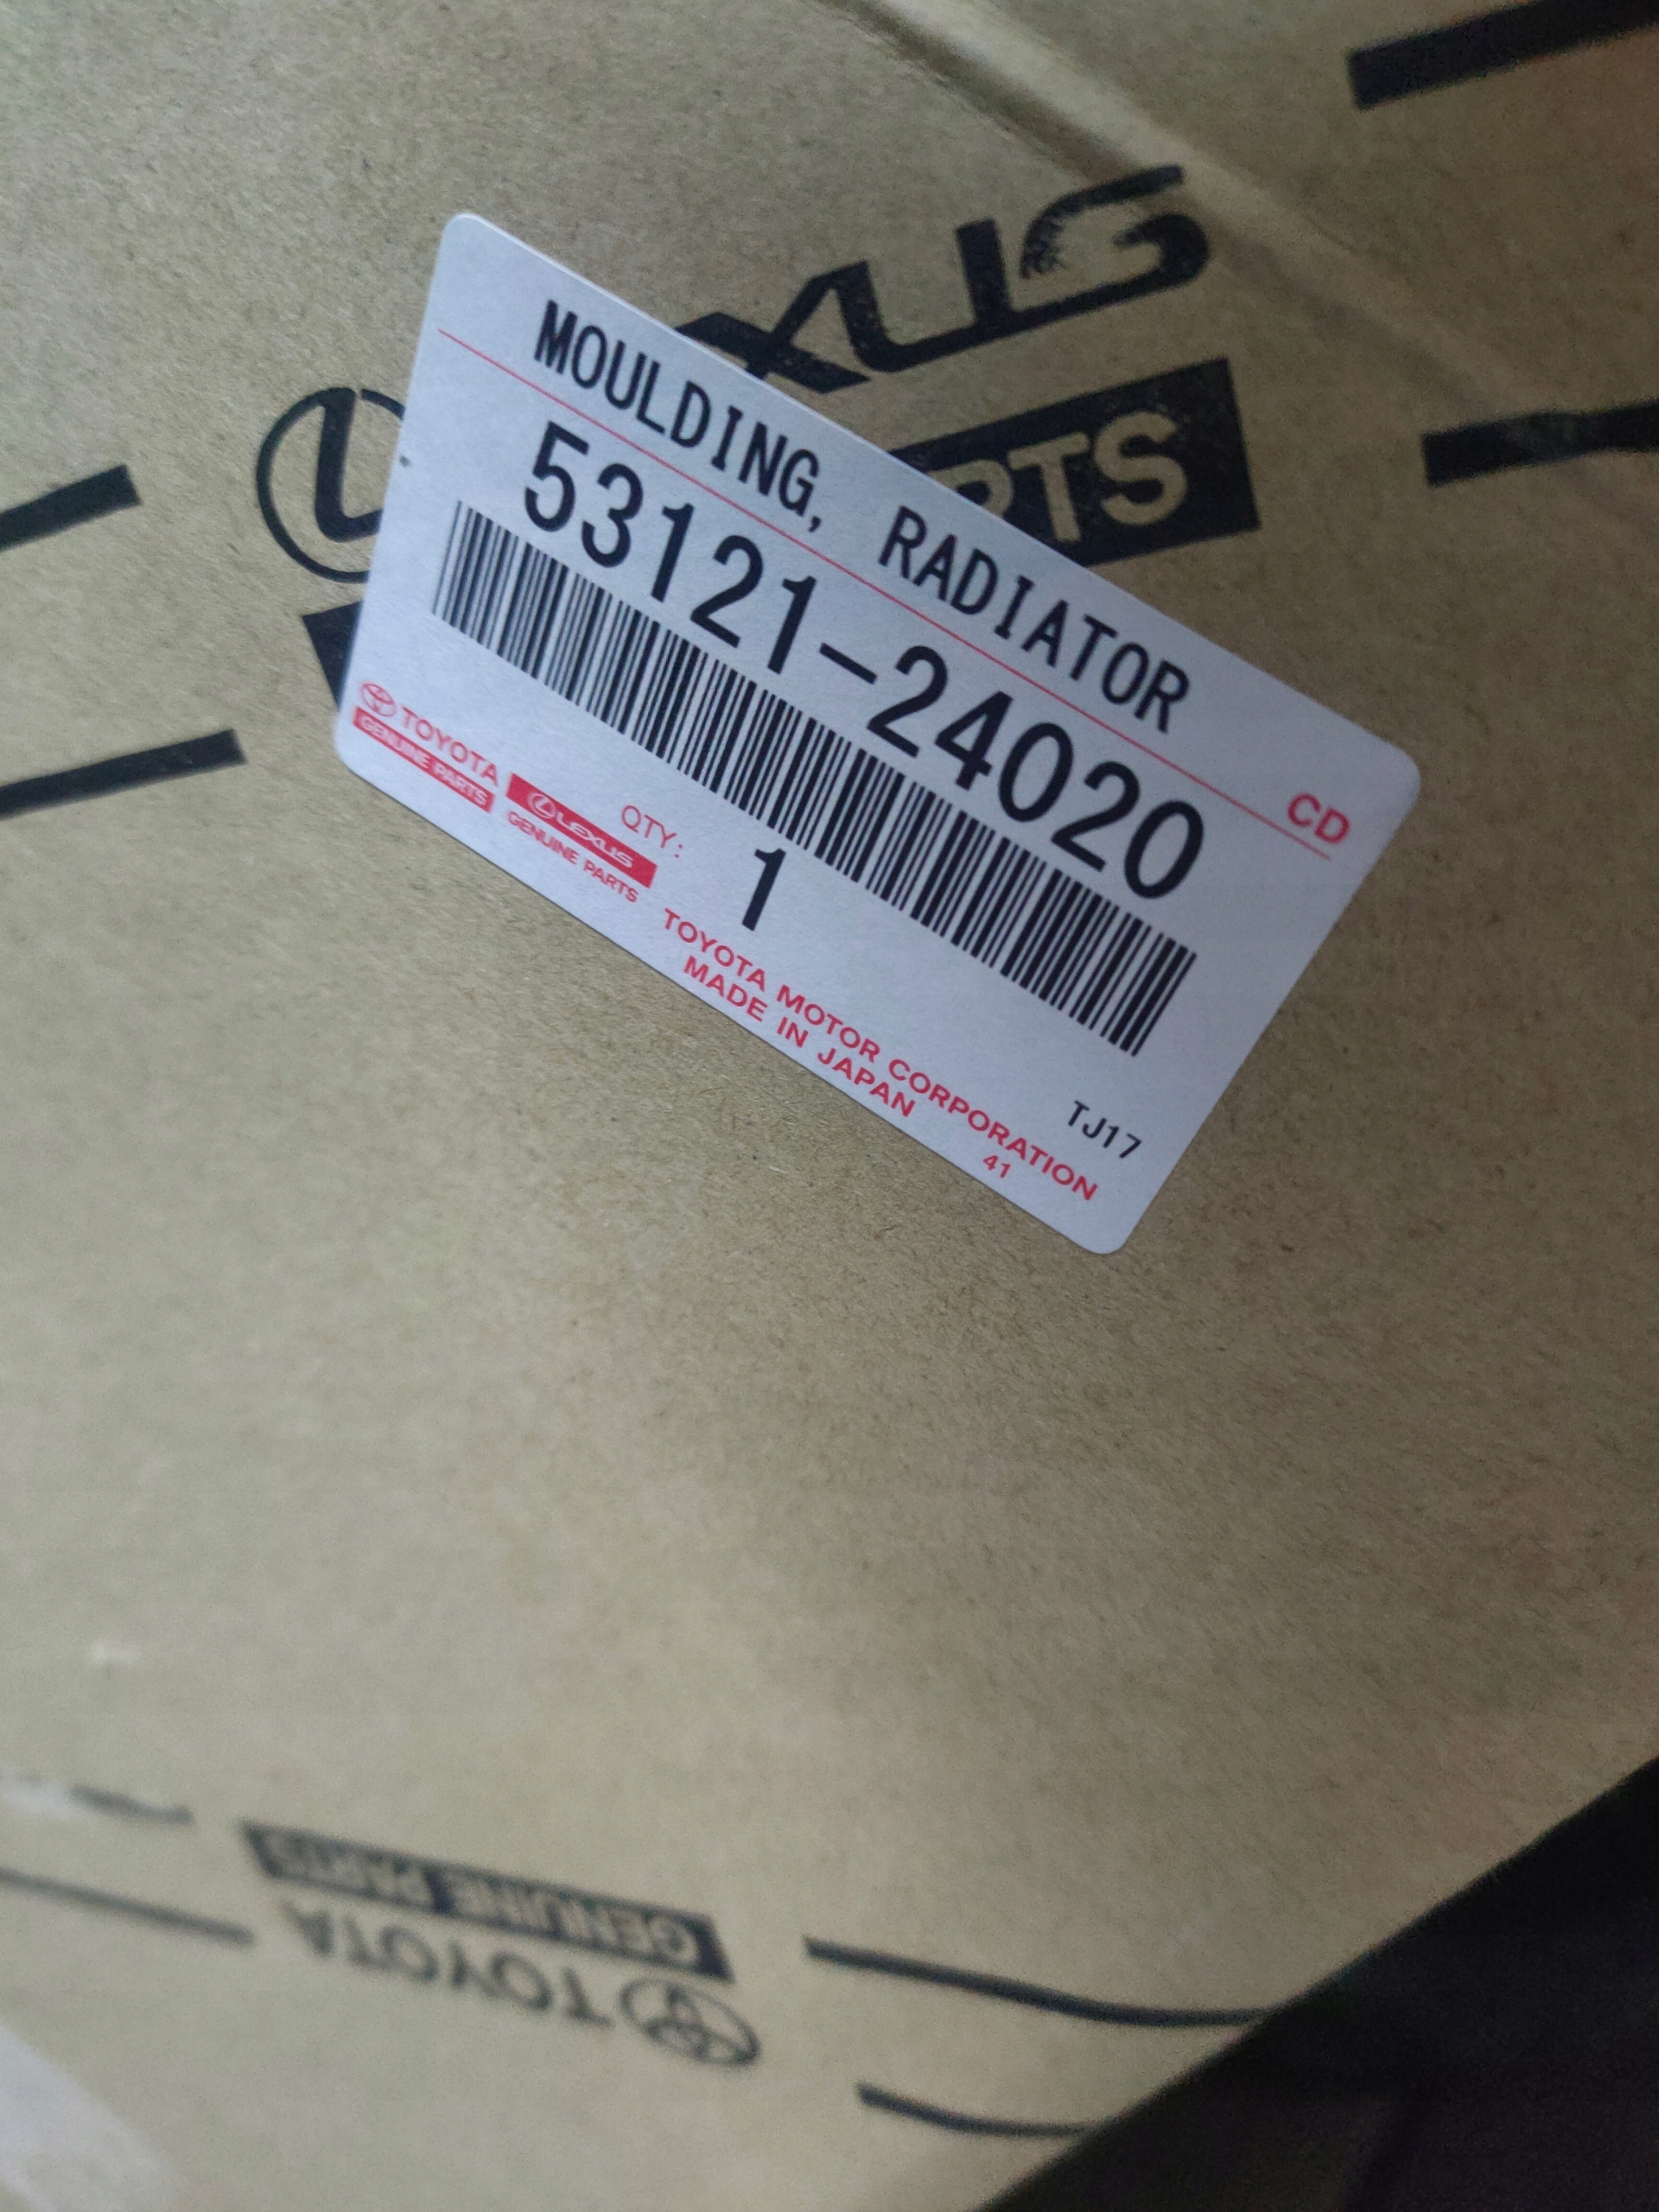 LEXUS
PARTS
MOULDING, RADIATOR
CD
53121-24020
TOYOTA
GENUINE PARTS
LEXUS
GENUINE PARTS
QTY:
1
TJ17
TOYOTA MOTOR CORPORATION
MADE IN JAPAN
41
TOYOTA
GENUINE PARTS